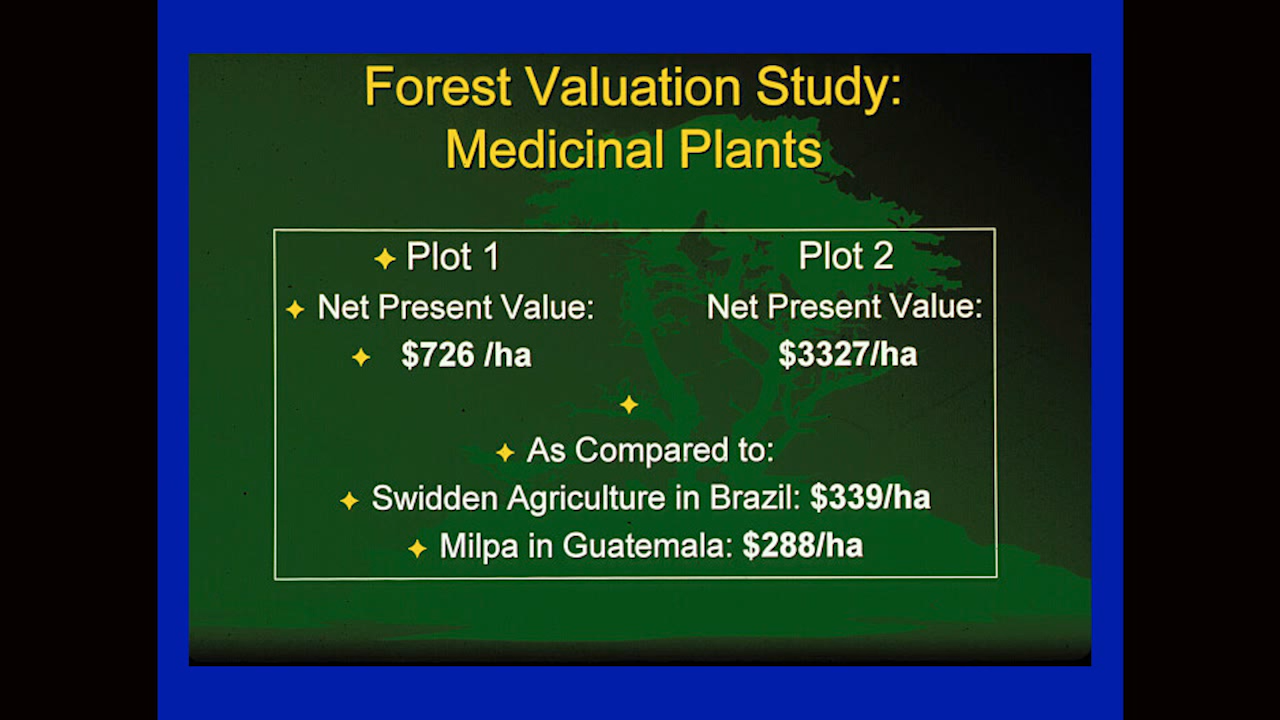 Forest Valuation Study:
Medicinal Plants
Plot 1 Plot 2
Net Present Value: Net Present Value:
$726 /ha $3327/ha
As Compared to:
Swidden Agriculture in Brazil: $339/ha
Milpa in Guatemala: $288/ha